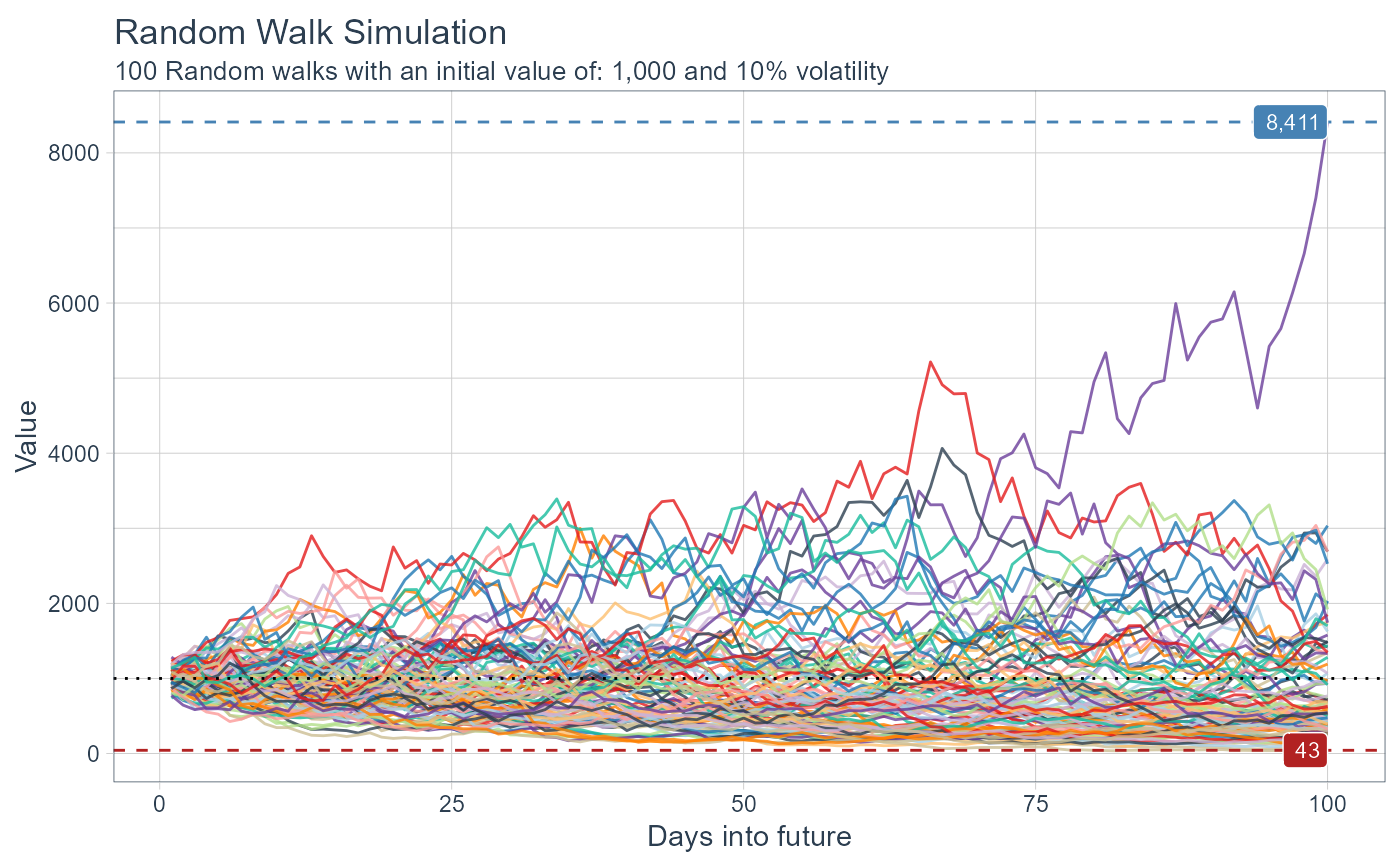 Random Walk Simulation
100 Random walks with an initial value of: 1,000 and 10% volatility
8,411
8000
6000
4000
2000
0
43
Value
0 25 50 75 100
Days into future